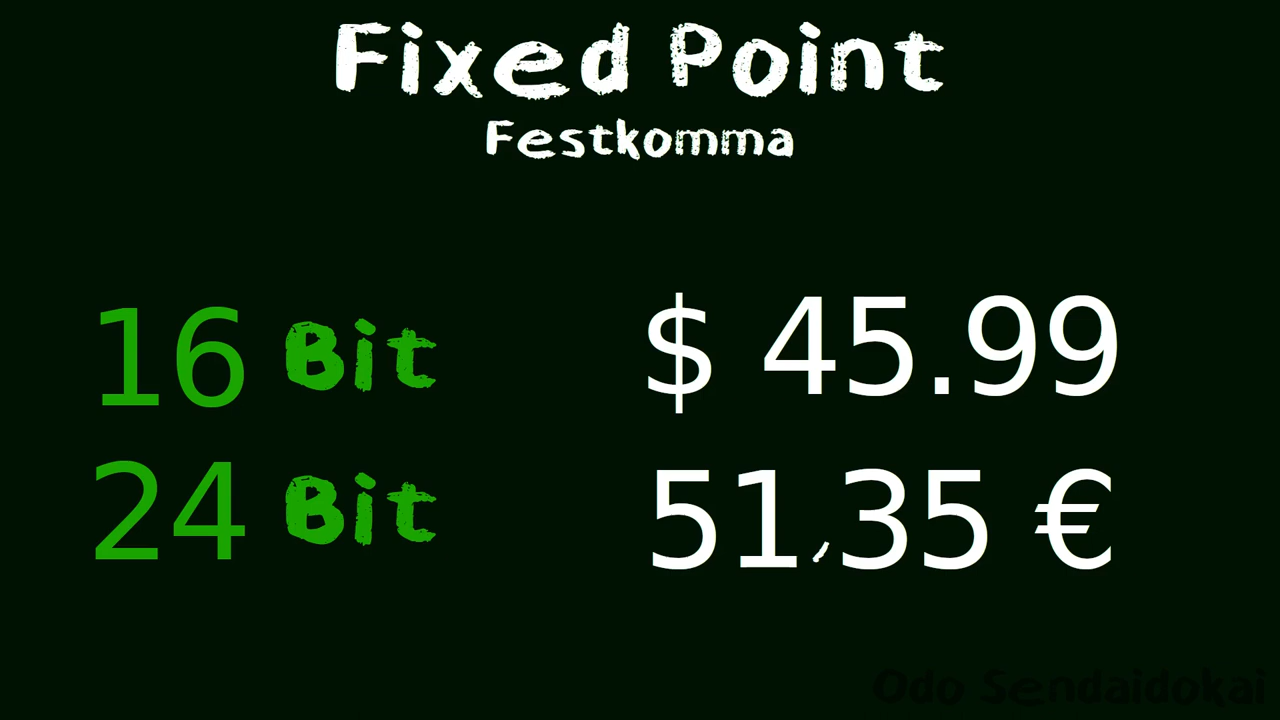 Fixed Point
Festkomma
16 Bit
$ 45.99
24 Bit
51,35 €
Odo Sendaidokai